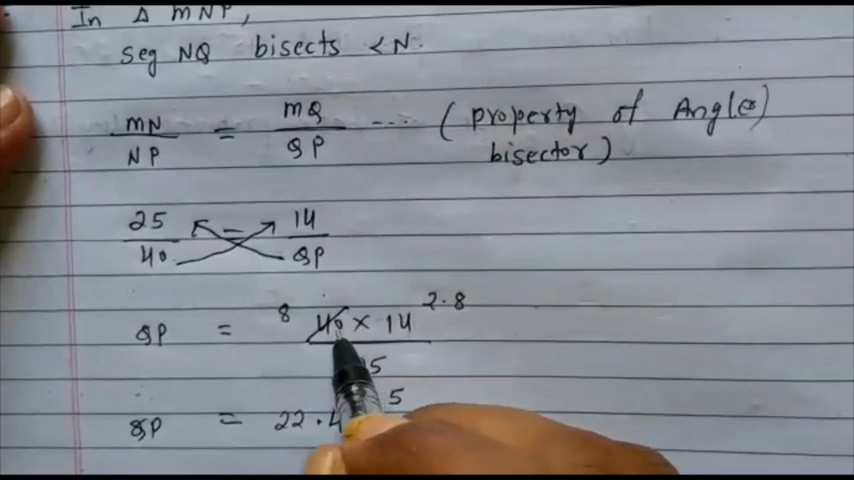 In Δ MNP,
seg NQ bisects <N.
MN / NP = MQ / QP .... (property of Angle bisector)
25 / 40 = 14 / QP
QP = 8 40 × 14 2.8 / 5
5
QP = 22.4